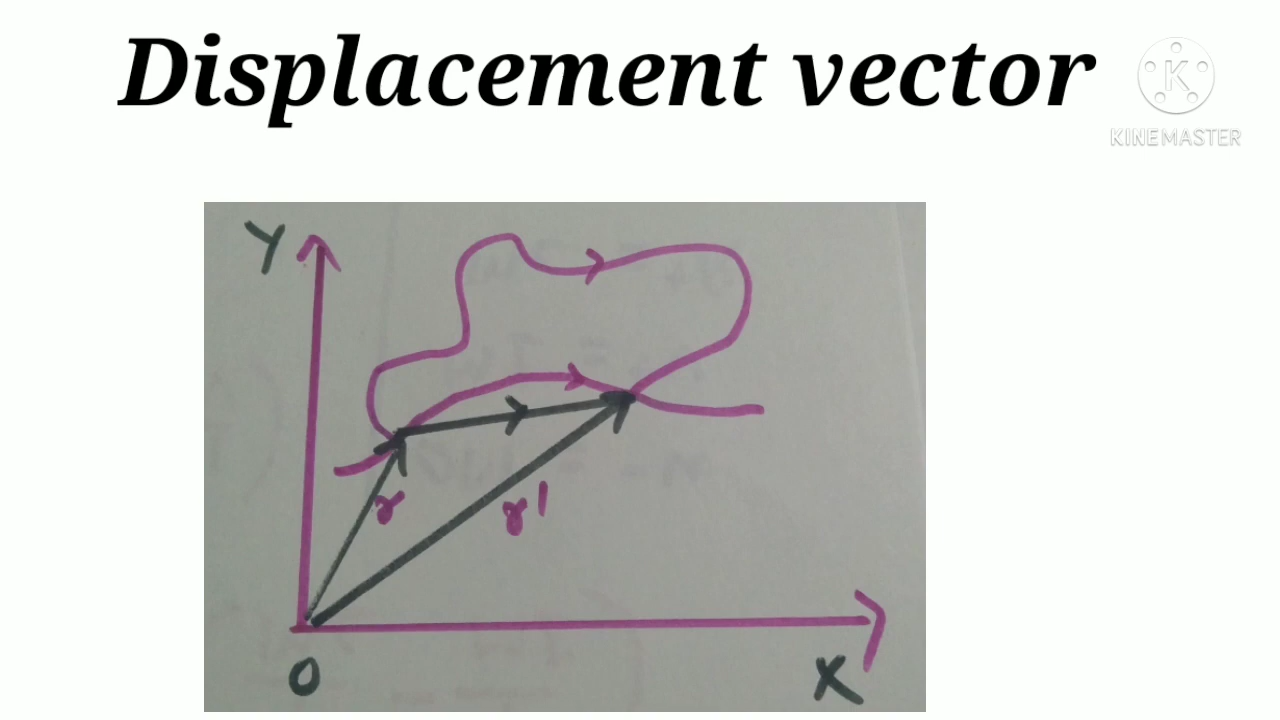 Displacement vector
K
KINEMASTER
Y
r
r'
O
X